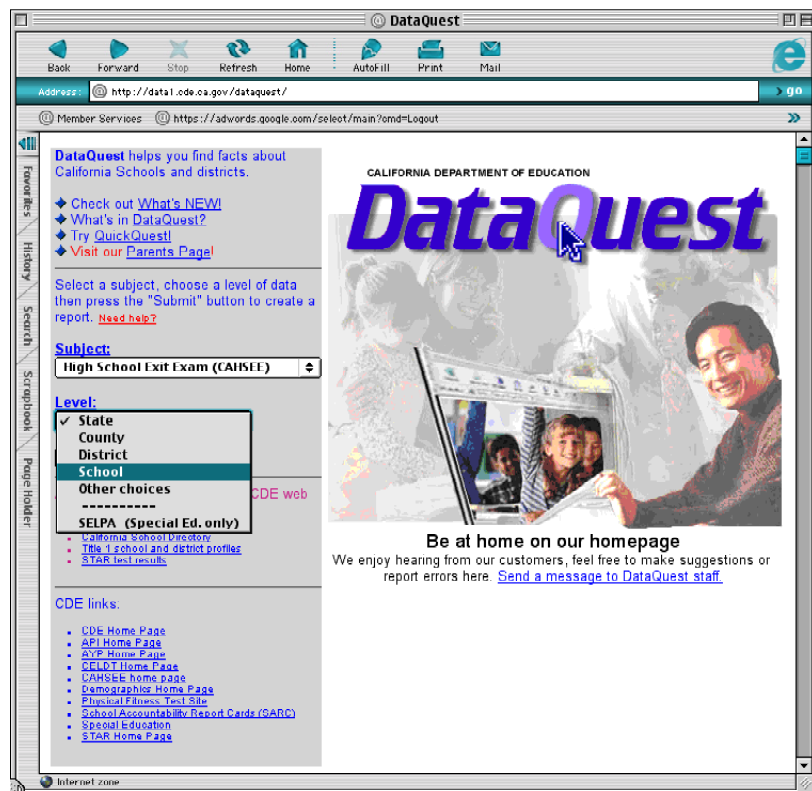 DataQuest
Back Forward Stop Refresh Home AutoFill Print Mail
Address: http://data1.cde.ca.gov/dataquest/ go
Member Services https://adwords.google.com/select/main?cmd=Logout
Favorites
History
Search
Scrapbook
Page Holder
DataQuest helps you find facts about
California Schools and districts.
Check out What's NEW!
What's in DataQuest?
Try QuickQuest!
Visit our Parents Page!
Select a subject, choose a level of data
then press the "Submit" button to create a
report. Need help?
Subject:
High School Exit Exam (CAHSEE)
Level:
State
County
District
School
Other choices
----------
SELPA (Special Ed. only)
CDE web
California School Directory
Title 1 school and district profiles
STAR test results
CDE links:
CDE Home Page
API Home Page
AYP Home Page
CELDT Home Page
CAHSEE home page
Demographics Home Page
Physical Fitness Test Site
School Accountability Report Cards (SARC)
Special Education
STAR Home Page
CALIFORNIA DEPARTMENT OF EDUCATION
DataQuest
Be at home on our homepage
We enjoy hearing from our customers, feel free to make suggestions or
report errors here. Send a message to DataQuest staff.
Internet zone